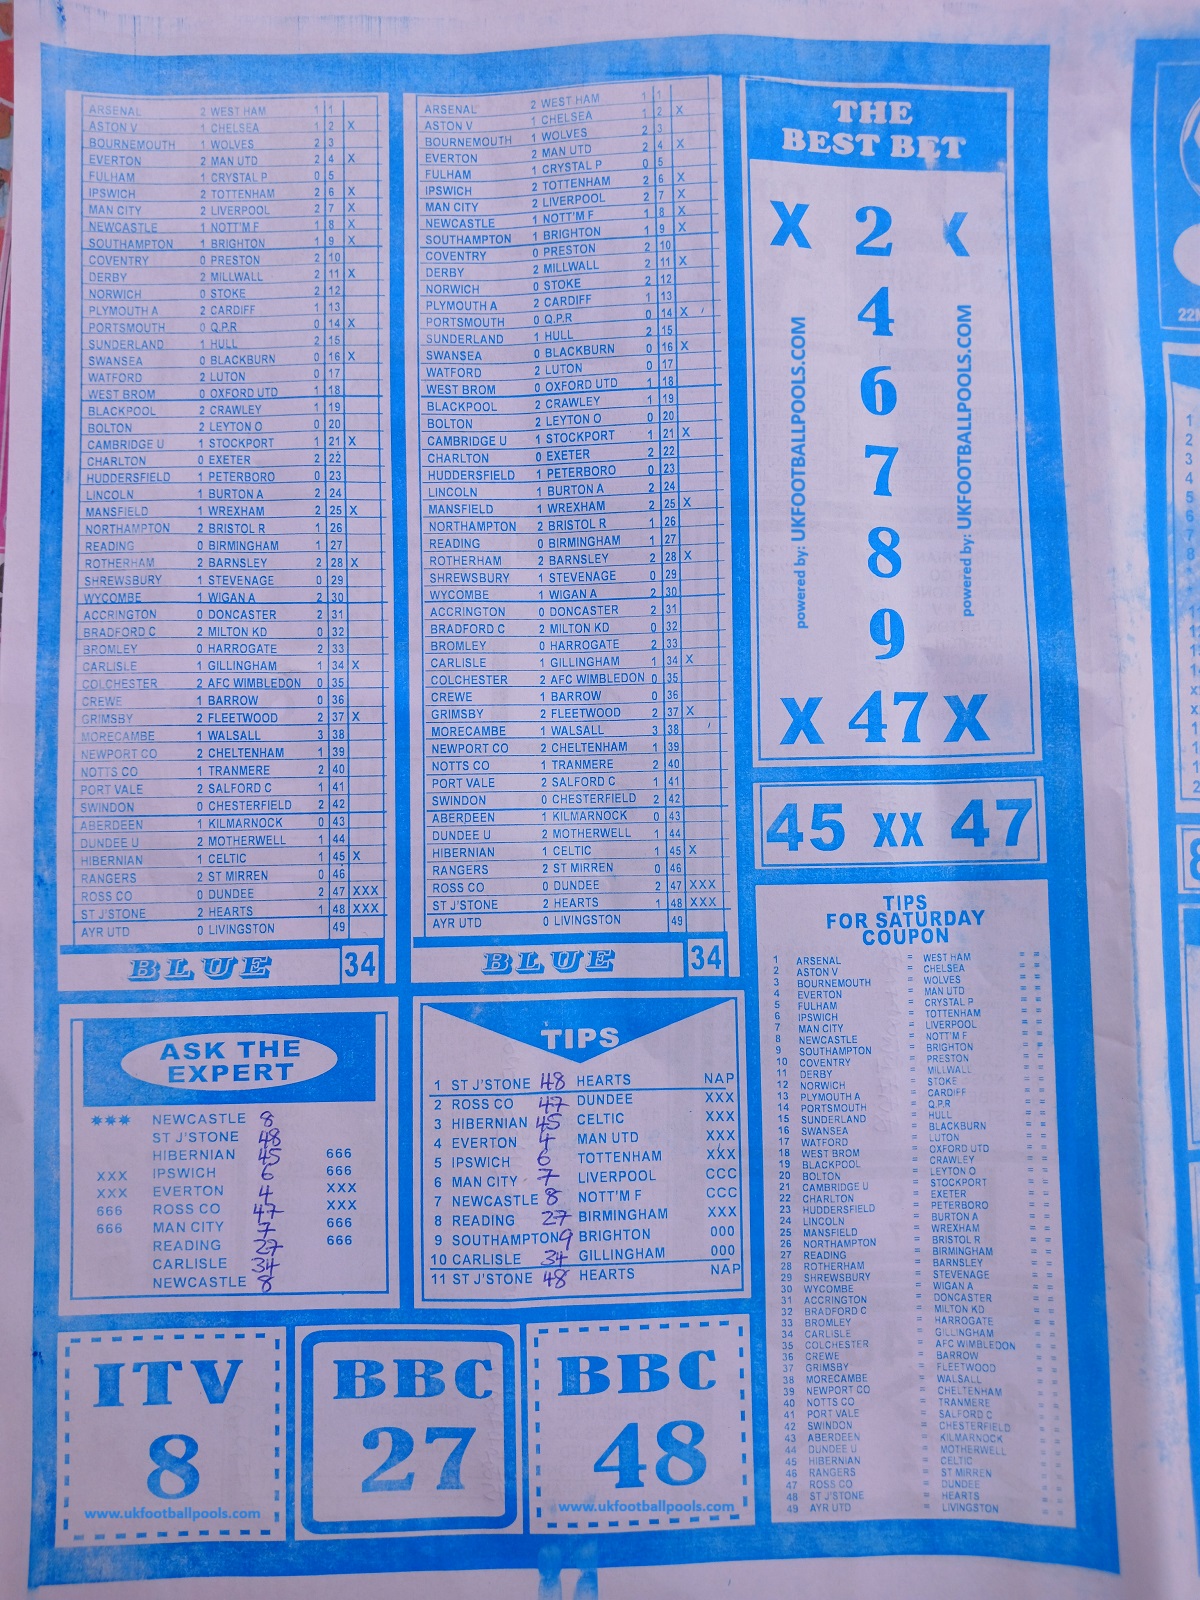 ARSENAL 2 WEST HAM 1 1
ASTON V 1 CHELSEA 1 2 X
BOURNEMOUTH 1 WOLVES 2 3
EVERTON 2 MAN UTD 2 4 X
FULHAM 1 CRYSTAL P 0 5
IPSWICH 2 TOTTENHAM 2 6 X
MAN CITY 2 LIVERPOOL 2 7 X
NEWCASTLE 1 NOTT'M F 1 8 X
SOUTHAMPTON 1 BRIGHTON 1 9 X
COVENTRY 0 PRESTON 2 10
DERBY 2 MILLWALL 2 11 X
NORWICH 0 STOKE 2 12
PLYMOUTH A 2 CARDIFF 1 13
PORTSMOUTH 0 Q.P.R 0 14 X
SUNDERLAND 1 HULL 2 15
SWANSEA 0 BLACKBURN 0 16 X
WATFORD 2 LUTON 0 17
WEST BROM 0 OXFORD UTD 1 18
BLACKPOOL 2 CRAWLEY 1 19
BOLTON 2 LEYTON O 0 20
CAMBRIDGE U 1 STOCKPORT 1 21 X
CHARLTON 0 EXETER 2 22
HUDDERSFIELD 1 PETERBORO 0 23
LINCOLN 1 BURTON A 2 24
MANSFIELD 1 WREXHAM 2 25 X
NORTHAMPTON 2 BRISTOL R 1 26
READING 0 BIRMINGHAM 1 27
ROTHERHAM 2 BARNSLEY 2 28 X
SHREWSBURY 1 STEVENAGE 0 29
WYCOMBE 1 WIGAN A 2 30
ACCRINGTON 0 DONCASTER 2 31
BRADFORD C 2 MILTON KD 0 32
BROMLEY 0 HARROGATE 2 33
CARLISLE 1 GILLINGHAM 1 34 X
COLCHESTER 2 AFC WIMBLEDON 0 35
CREWE 1 BARROW 0 36
GRIMSBY 2 FLEETWOOD 2 37 X
MORECAMBE 1 WALSALL 3 38
NEWPORT CO 2 CHELTENHAM 1 39
NOTTS CO 1 TRANMERE 2 40
PORT VALE 2 SALFORD C 1 41
SWINDON 0 CHESTERFIELD 2 42
ABERDEEN 1 KILMARNOCK 0 43
DUNDEE U 2 MOTHERWELL 1 44
HIBERNIAN 1 CELTIC 1 45 X
RANGERS 2 ST MIRREN 0 46
ROSS CO 0 DUNDEE 2 47 XXX
ST J'STONE 2 HEARTS 1 48 XXX
AYR UTD 0 LIVINGSTON 49
BLUE 34
ARSENAL 2 WEST HAM 1 1
ASTON V 1 CHELSEA 1 2 X
BOURNEMOUTH 1 WOLVES 2 3
EVERTON 2 MAN UTD 2 4 X
FULHAM 1 CRYSTAL P 0 5
IPSWICH 2 TOTTENHAM 2 6 X
MAN CITY 2 LIVERPOOL 2 7 X
NEWCASTLE 1 NOTT'M F 1 8 X
SOUTHAMPTON 1 BRIGHTON 1 9 X
COVENTRY 0 PRESTON 2 10
DERBY 2 MILLWALL 2 11 X
NORWICH 0 STOKE 2 12
PLYMOUTH A 2 CARDIFF 1 13
PORTSMOUTH 0 Q.P.R 0 14 X
SUNDERLAND 1 HULL 2 15
SWANSEA 0 BLACKBURN 0 16 X
WATFORD 2 LUTON 0 17
WEST BROM 0 OXFORD UTD 1 18
BLACKPOOL 2 CRAWLEY 1 19
BOLTON 2 LEYTON O 0 20
CAMBRIDGE U 1 STOCKPORT 1 21 X
CHARLTON 0 EXETER 2 22
HUDDERSFIELD 1 PETERBORO 0 23
LINCOLN 1 BURTON A 2 24
MANSFIELD 1 WREXHAM 2 25 X
NORTHAMPTON 2 BRISTOL R 1 26
READING 0 BIRMINGHAM 1 27
ROTHERHAM 2 BARNSLEY 2 28 X
SHREWSBURY 1 STEVENAGE 0 29
WYCOMBE 1 WIGAN A 2 30
ACCRINGTON 0 DONCASTER 2 31
BRADFORD C 2 MILTON KD 0 32
BROMLEY 0 HARROGATE 2 33
CARLISLE 1 GILLINGHAM 1 34 X
COLCHESTER 2 AFC WIMBLEDON 0 35
CREWE 1 BARROW 0 36
GRIMSBY 2 FLEETWOOD 2 37 X
MORECAMBE 1 WALSALL 3 38
NEWPORT CO 2 CHELTENHAM 1 39
NOTTS CO 1 TRANMERE 2 40
PORT VALE 2 SALFORD C 1 41
SWINDON 0 CHESTERFIELD 2 42
ABERDEEN 1 KILMARNOCK 0 43
DUNDEE U 2 MOTHERWELL 1 44
HIBERNIAN 1 CELTIC 1 45 X
RANGERS 2 ST MIRREN 0 46
ROSS CO 0 DUNDEE 2 47 XXX
ST J'STONE 2 HEARTS 1 48 XXX
AYR UTD 0 LIVINGSTON 49
BLUE 34
THE
BEST BET
X 2 X
4
6
7
8
9
X 47 X
powered by: UKFOOTBALLPOOLS.COM
powered by: UKFOOTBALLPOOLS.COM
45 XX 47
ASK THE
EXPERT
*** NEWCASTLE 8
ST J'STONE 48
HIBERNIAN 45 666
XXX IPSWICH 6 666
XXX EVERTON 4 XXX
666 ROSS CO 47 XXX
666 MAN CITY 7 666
READING 27 666
CARLISLE 34
NEWCASTLE 8
TIPS
1 ST J'STONE 48 HEARTS NAP
2 ROSS CO 47 DUNDEE XXX
3 HIBERNIAN 45 CELTIC XXX
4 EVERTON 4 MAN UTD XXX
5 IPSWICH 6 TOTTENHAM XXX
6 MAN CITY 7 LIVERPOOL CCC
7 NEWCASTLE 8 NOTT'M F CCC
8 READING 27 BIRMINGHAM XXX
9 SOUTHAMPTON 9 BRIGHTON 000
10 CARLISLE 34 GILLINGHAM 000
11 ST J'STONE 48 HEARTS NAP
TIPS
FOR SATURDAY
COUPON
1 ARSENAL = WEST HAM = =
2 ASTON V = CHELSEA = =
3 BOURNEMOUTH = WOLVES = =
4 EVERTON = MAN UTD = =
5 FULHAM = CRYSTAL P = =
6 IPSWICH = TOTTENHAM = =
7 MAN CITY = LIVERPOOL = =
8 NEWCASTLE = NOTT'M F = =
9 SOUTHAMPTON = BRIGHTON = =
10 COVENTRY = PRESTON = =
11 DERBY = MILLWALL = =
12 NORWICH = STOKE = =
13 PLYMOUTH A = CARDIFF = =
14 PORTSMOUTH = Q.P.R = =
15 SUNDERLAND = HULL = =
16 SWANSEA = BLACKBURN = =
17 WATFORD = LUTON = =
18 WEST BROM = OXFORD UTD = =
19 BLACKPOOL = CRAWLEY = =
20 BOLTON = LEYTON O = =
21 CAMBRIDGE U = STOCKPORT = =
22 CHARLTON = EXETER = =
23 HUDDERSFIELD = PETERBORO = =
24 LINCOLN = BURTON A = =
25 MANSFIELD = WREXHAM = =
26 NORTHAMPTON = BRISTOL R = =
27 READING = BIRMINGHAM = =
28 ROTHERHAM = BARNSLEY = =
29 SHREWSBURY = STEVENAGE = =
30 WYCOMBE = WIGAN A = =
31 ACCRINGTON = DONCASTER = =
32 BRADFORD C = MILTON KD = =
33 BROMLEY = HARROGATE = =
34 CARLISLE = GILLINGHAM = =
35 COLCHESTER = AFC WIMBLEDON = =
36 CREWE = BARROW = =
37 GRIMSBY = FLEETWOOD = =
38 MORECAMBE = WALSALL = =
39 NEWPORT CO = CHELTENHAM = =
40 NOTTS CO = TRANMERE = =
41 PORT VALE = SALFORD C = =
42 SWINDON = CHESTERFIELD = =
43 ABERDEEN = KILMARNOCK = =
44 DUNDEE U = MOTHERWELL = =
45 HIBERNIAN = CELTIC = =
46 RANGERS = ST MIRREN = =
47 ROSS CO = DUNDEE = =
48 ST J'STONE = HEARTS = =
49 AYR UTD = LIVINGSTON = =
ITV
8
www.ukfootballpools.com
BBC
27
BBC
48
www.ukfootballpools.com